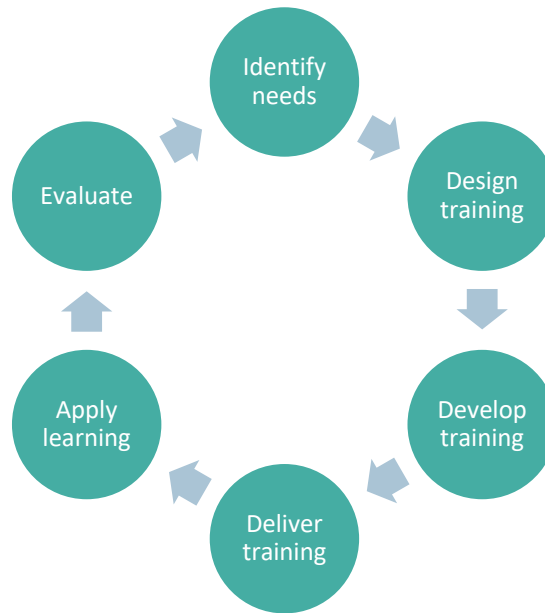 Identify
needs
Design
training
Develop
training
Deliver
training
Apply
learning
Evaluate